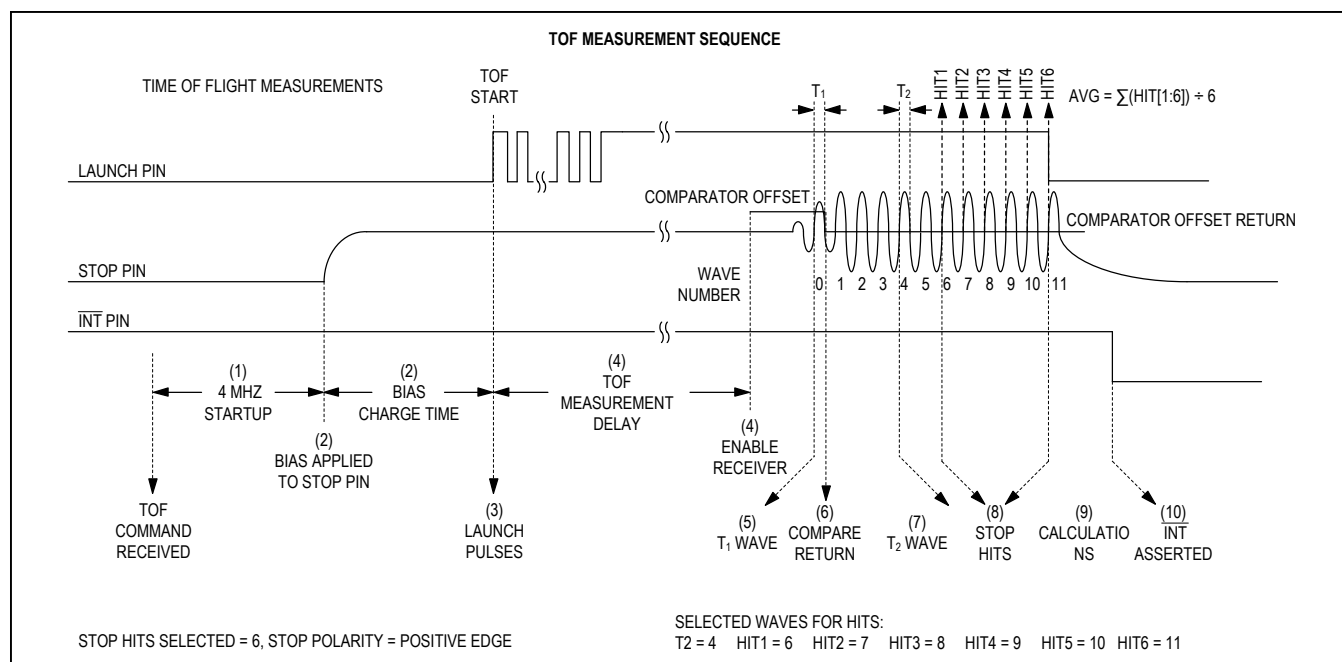 TOF MEASUREMENT SEQUENCE
TIME OF FLIGHT MEASUREMENTS
TOF
START
T1
T2
HIT1
HIT2
HIT3
HIT4
HIT5
HIT6
AVG = ∑(HIT[1:6]) ÷ 6
LAUNCH PIN
COMPARATOR OFFSET
COMPARATOR OFFSET RETURN
STOP PIN
WAVE
NUMBER
0 1 2 3 4 5 6 7 8 9 10 11
INT PIN
(1)
4 MHZ
STARTUP
(2)
BIAS
CHARGE TIME
(4)
TOF
MEASUREMENT
DELAY
(2)
BIAS APPLIED
TO STOP PIN
(4)
ENABLE
RECEIVER
TOF
COMMAND
RECEIVED
(3)
LAUNCH
PULSES
(5)
T1 WAVE
(6)
COMPARE
RETURN
(7)
T2 WAVE
(8)
STOP
HITS
(9)
CALCULATIO
NS
(10)
INT
ASSERTED
STOP HITS SELECTED = 6, STOP POLARITY = POSITIVE EDGE
SELECTED WAVES FOR HITS:
T2 = 4 HIT1 = 6 HIT2 = 7 HIT3 = 8 HIT4 = 9 HIT5 = 10 HIT6 = 11